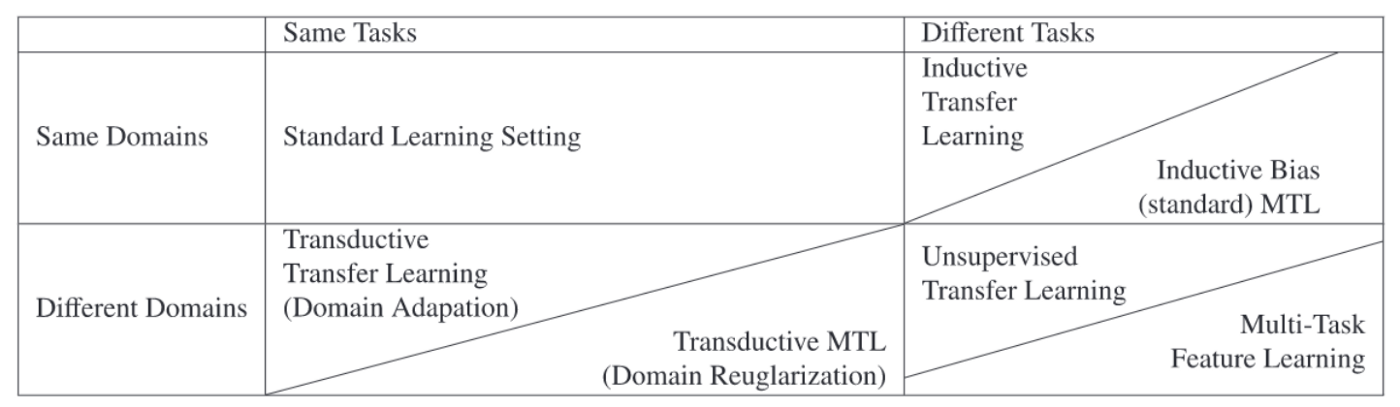 Same Tasks
Different Tasks
Same Domains
Standard Learning Setting
Inductive
Transfer
Learning
Inductive Bias
(standard) MTL
Different Domains
Transductive
Transfer Learning
(Domain Adapation)
Transductive MTL
(Domain Reuglarization)
Unsupervised
Transfer Learning
Multi-Task
Feature Learning